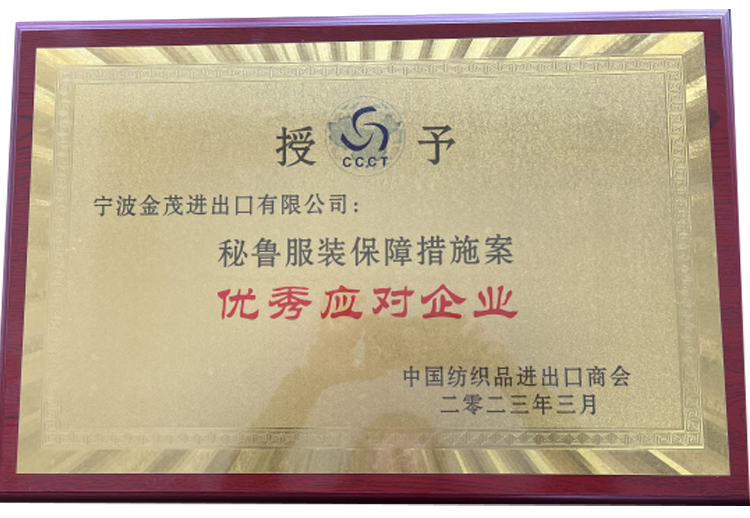 授 予
CCCT
宁波金茂进出口有限公司：
秘鲁服装保障措施案
优秀应对企业
中国纺织品进出口商会
二零二三年三月